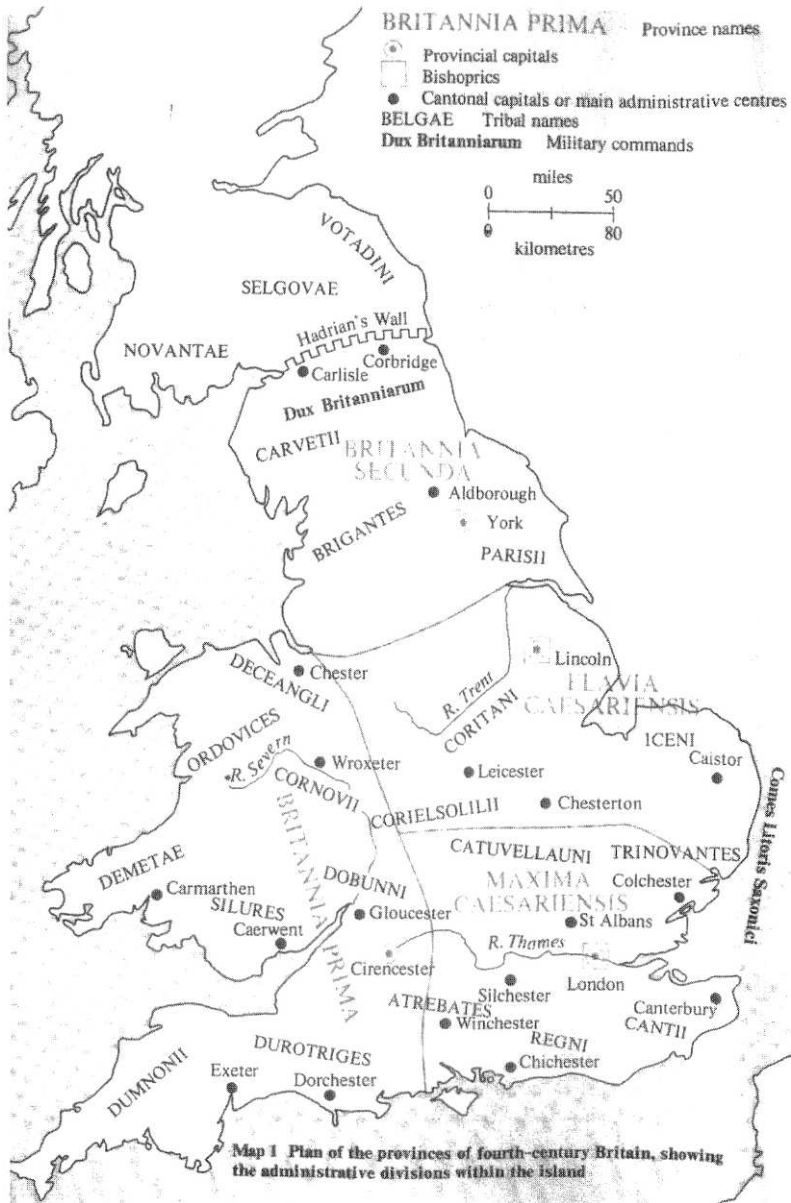 BRITANNIA PRIMA Province names
Provincial capitals
Bishoprics
Cantonal capitals or main administrative centres
BELGAE Tribal names
Dux Britanniarum Military commands
miles
0 50
0 80
kilometres
VOTADINI
SELGOVAE
Hadrian's Wall
NOVANTAE
Corbridge
Carlisle
Dux Britanniarum
CARVETII
BRITANNIA
SECUNDA
Aldborough
York
BRIGANTES
PARISII
Lincoln
DECEANGLI
Chester
R. Trent
FLAVIA
CAESARIENSIS
CORITANI
ICENI
ORDOVICES
R. Severn
Wroxeter
Leicester
Caistor
CORNOVII
Chesterton
CORIELSOLILII
Comes Litoris Saxonici
BRITANNIA PRIMA
CATUVELLAUNI
TRINOVANTES
DEMETAE
DOBUNNI
MAXIMA
CAESARIENSIS
Colchester
Carmarthen
SILURES
Gloucester
St Albans
Caerwent
R. Thames
Cirencester
London
Silchester
Canterbury
ATREBATES
Winchester
CANTII
REGNI
DUROTRIGES
Chichester
Exeter
Dorchester
DUMNONII
Map 1 Plan of the provinces of fourth-century Britain, showing
the administrative divisions within the island